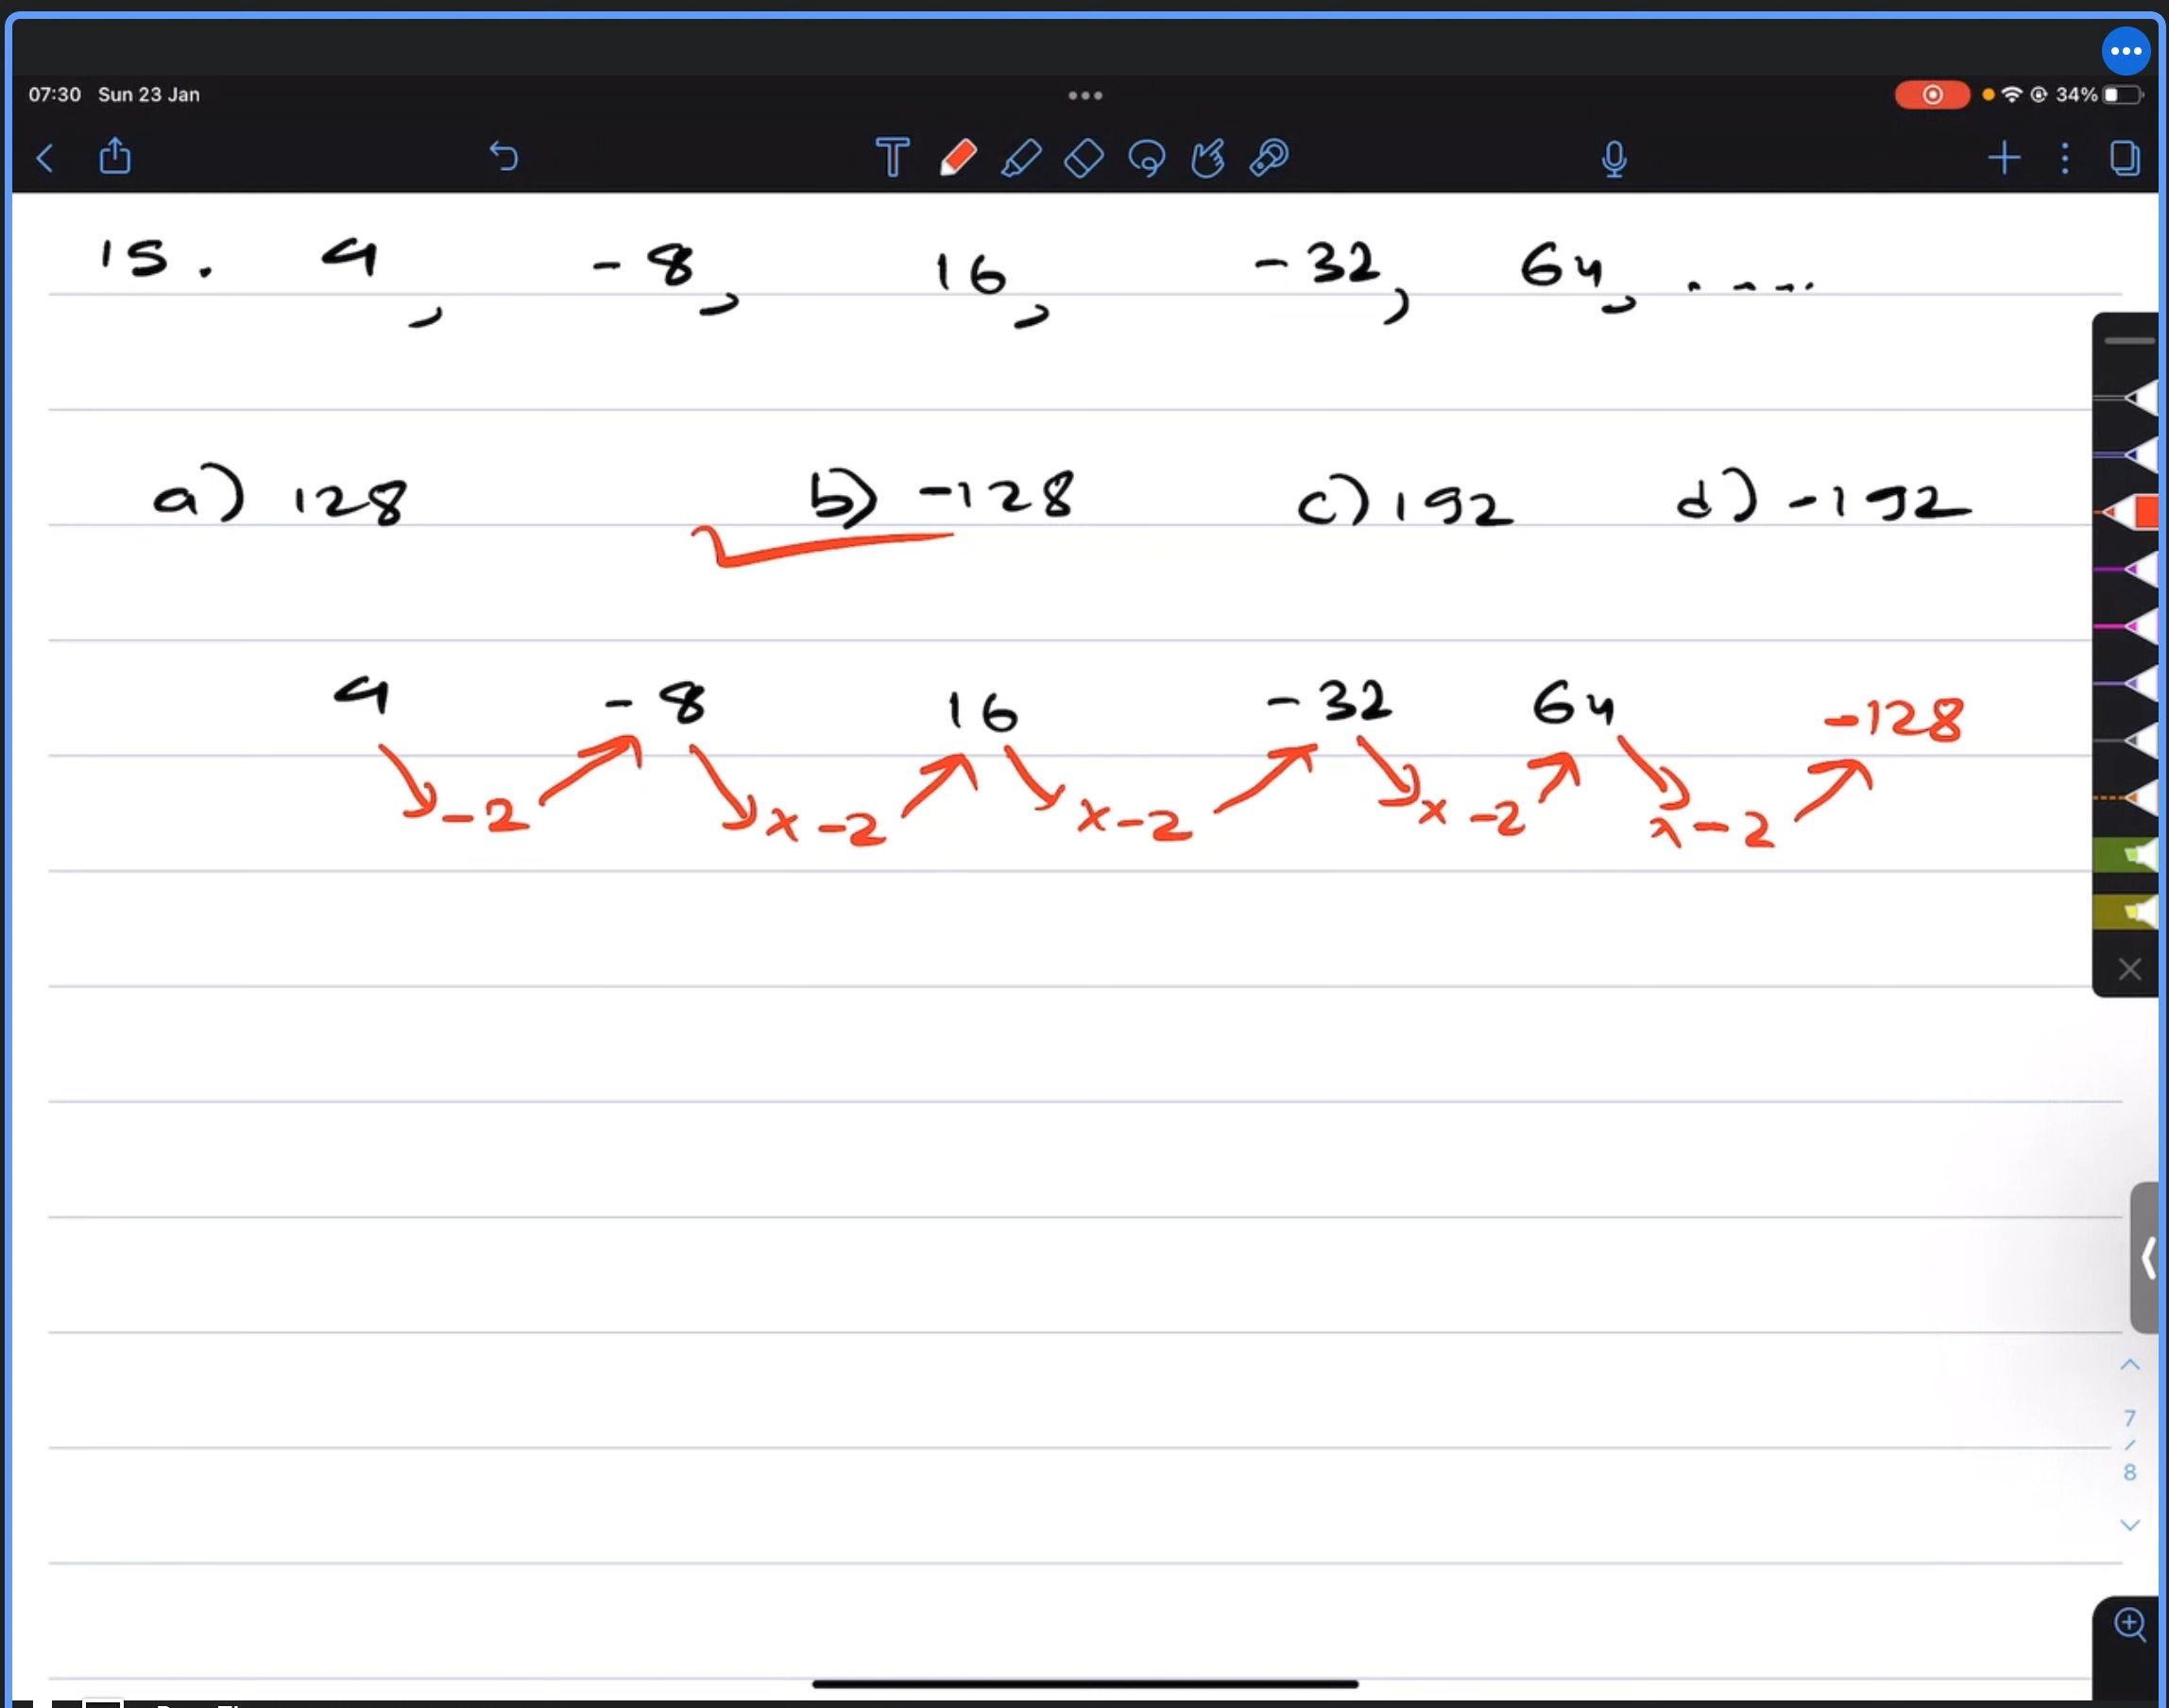 07:30 Sun 23 Jan 34%
15. 4, -8, 16, -32, 64, .....
a) 128 b) -128 c) 192 d) -192
4 -8 16 -32 64 -128
-2 x-2 x-2 x-2 x-2
7
/
8